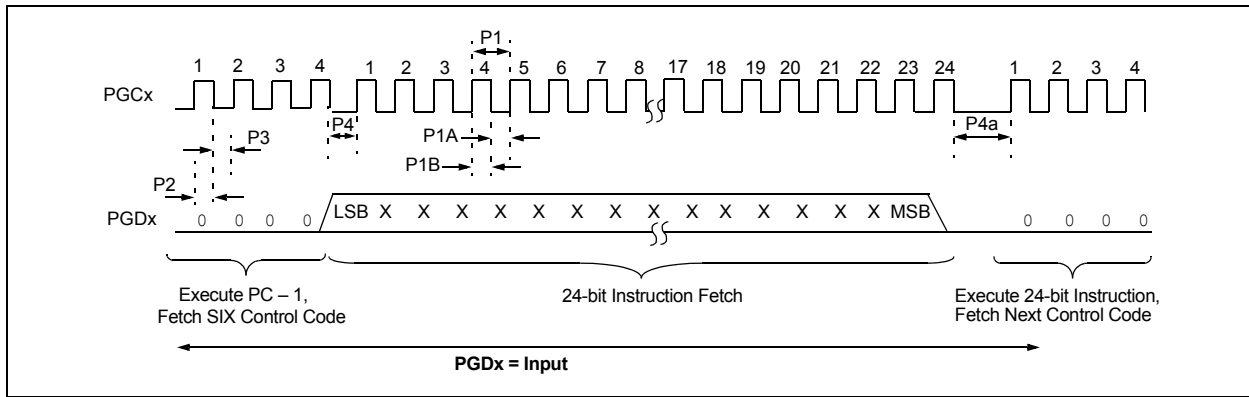 P1
1 2 3 4 1 2 3 4 5 6 7 8 17 18 19 20 21 22 23 24 1 2 3 4
PGCx
P4 P4a
P3 P1A
P1B
P2
PGDx
0 0 0 0 LSB X X X X X X X X X X X X X X MSB 0 0 0 0
Execute PC – 1,
Fetch SIX Control Code
24-bit Instruction Fetch
Execute 24-bit Instruction,
Fetch Next Control Code
PGDx = Input